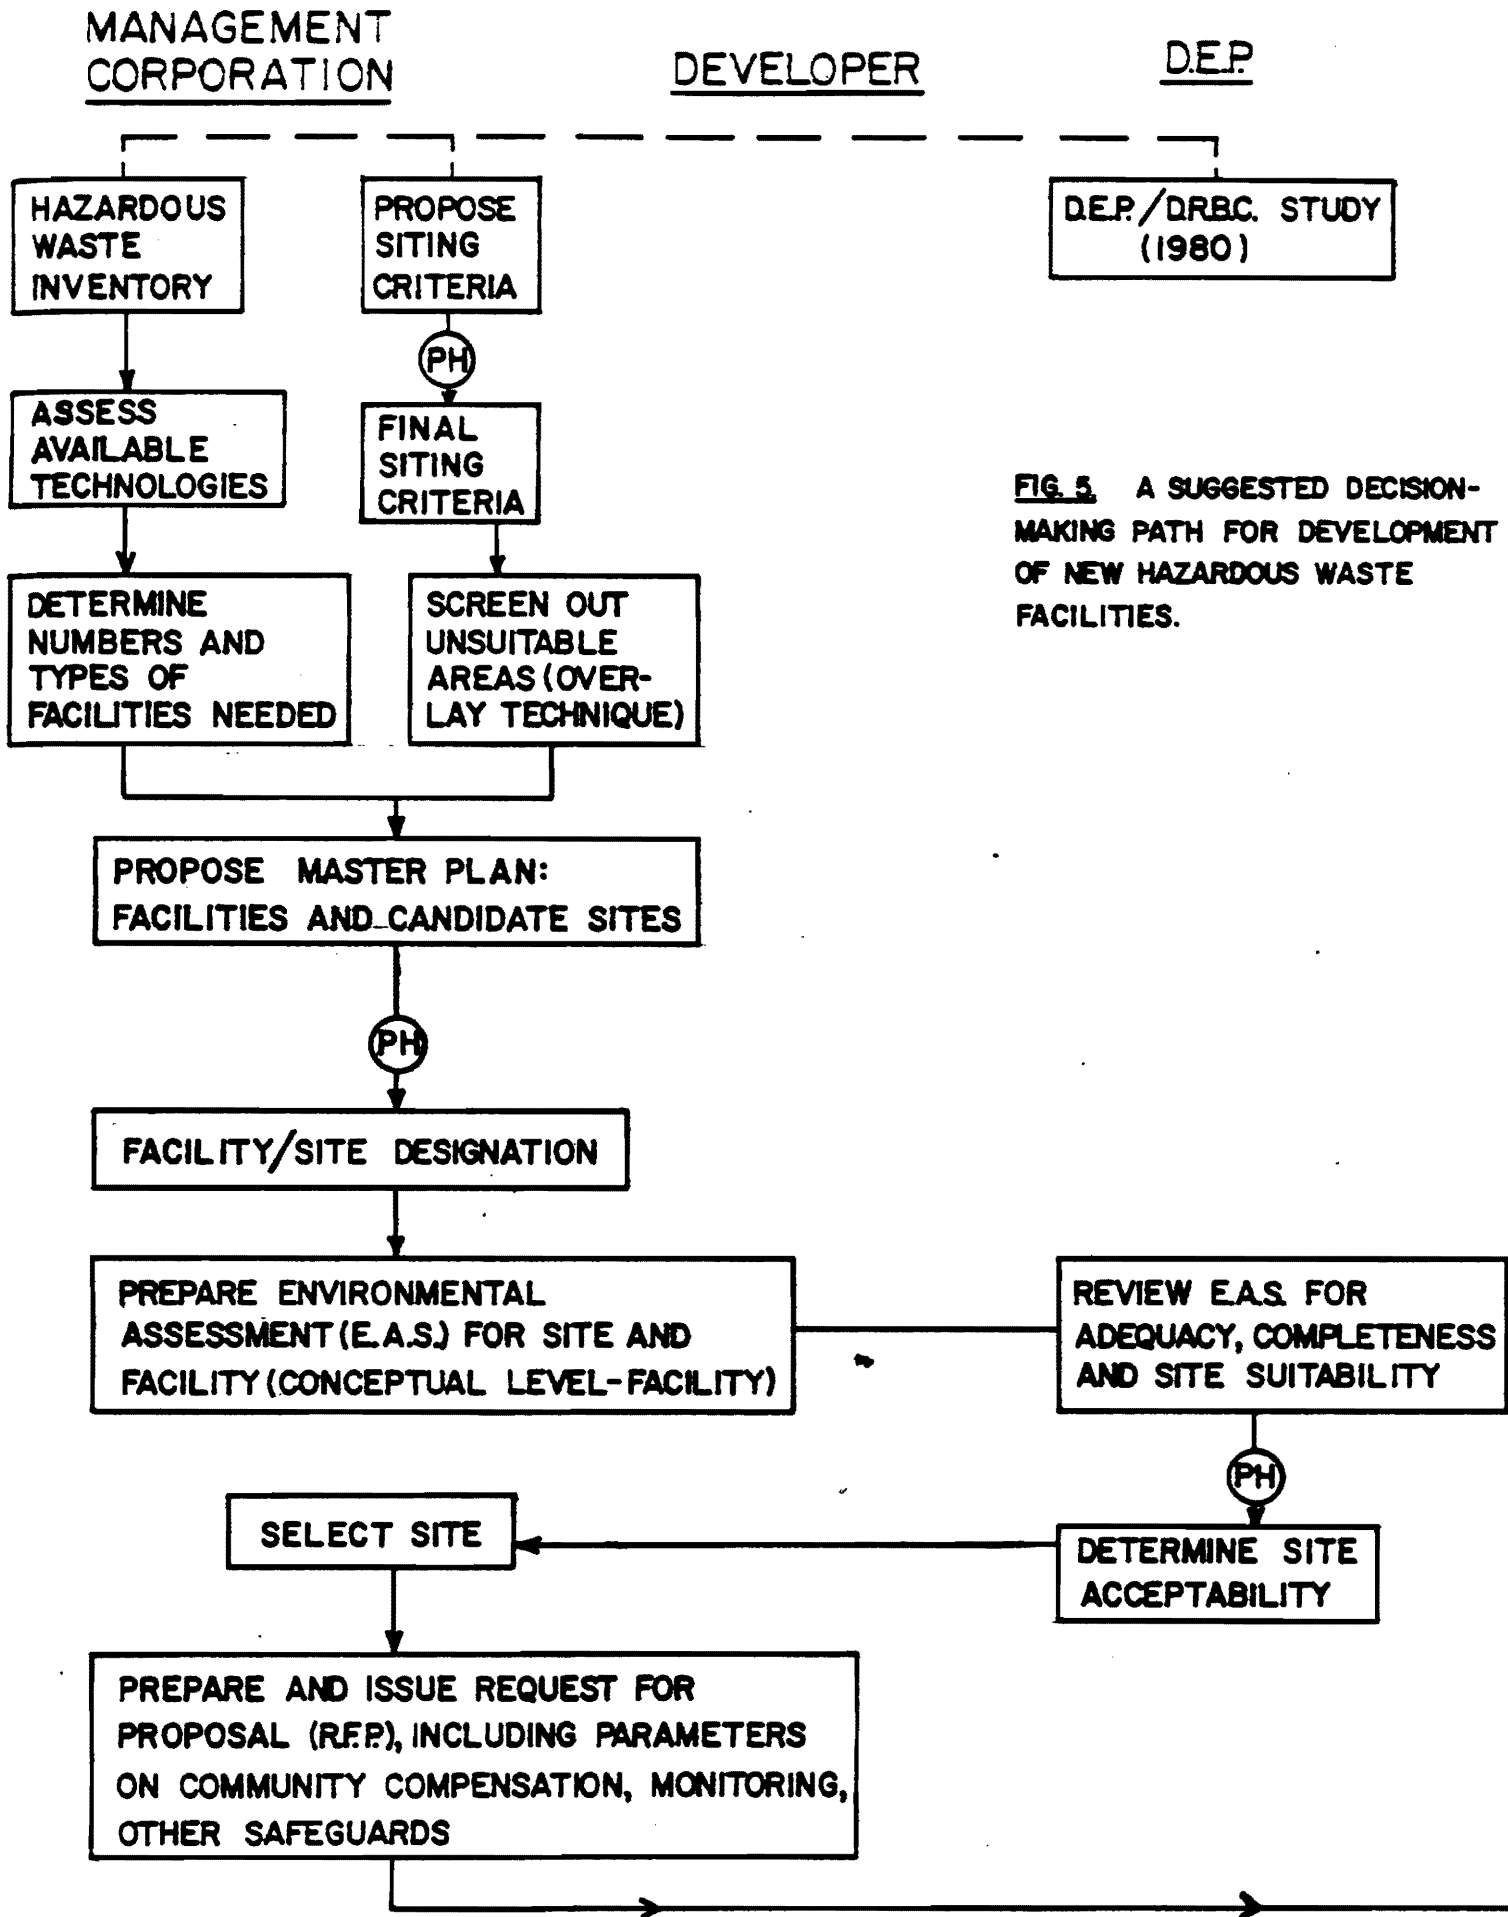 MANAGEMENT
CORPORATION
DEVELOPER
D.E.P.
HAZARDOUS
WASTE
INVENTORY
PROPOSE
SITING
CRITERIA
D.E.P./D.R.B.C. STUDY
(1980)
PH
ASSESS
AVAILABLE
TECHNOLOGIES
FINAL
SITING
CRITERIA
FIG. 5 A SUGGESTED DECISION-
MAKING PATH FOR DEVELOPMENT
OF NEW HAZARDOUS WASTE
FACILITIES.
DETERMINE
NUMBERS AND
TYPES OF
FACILITIES NEEDED
SCREEN OUT
UNSUITABLE
AREAS (OVER-
LAY TECHNIQUE)
PROPOSE MASTER PLAN:
FACILITIES AND CANDIDATE SITES
PH
FACILITY/SITE DESIGNATION
PREPARE ENVIRONMENTAL
ASSESSMENT (E.A.S.) FOR SITE AND
FACILITY (CONCEPTUAL LEVEL-FACILITY)
REVIEW E.A.S. FOR
ADEQUACY, COMPLETENESS
AND SITE SUITABILITY
PH
SELECT SITE
DETERMINE SITE
ACCEPTABILITY
PREPARE AND ISSUE REQUEST FOR
PROPOSAL (R.F.P.), INCLUDING PARAMETERS
ON COMMUNITY COMPENSATION, MONITORING,
OTHER SAFEGUARDS